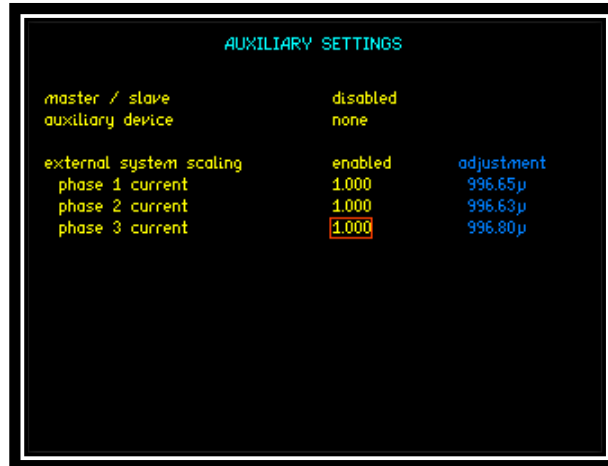 AUXILIARY SETTINGS
master / slave disabled
auxiliary device none
external system scaling enabled adjustment
phase 1 current 1.000 996.65µ
phase 2 current 1.000 996.63µ
phase 3 current 1.000 996.80µ